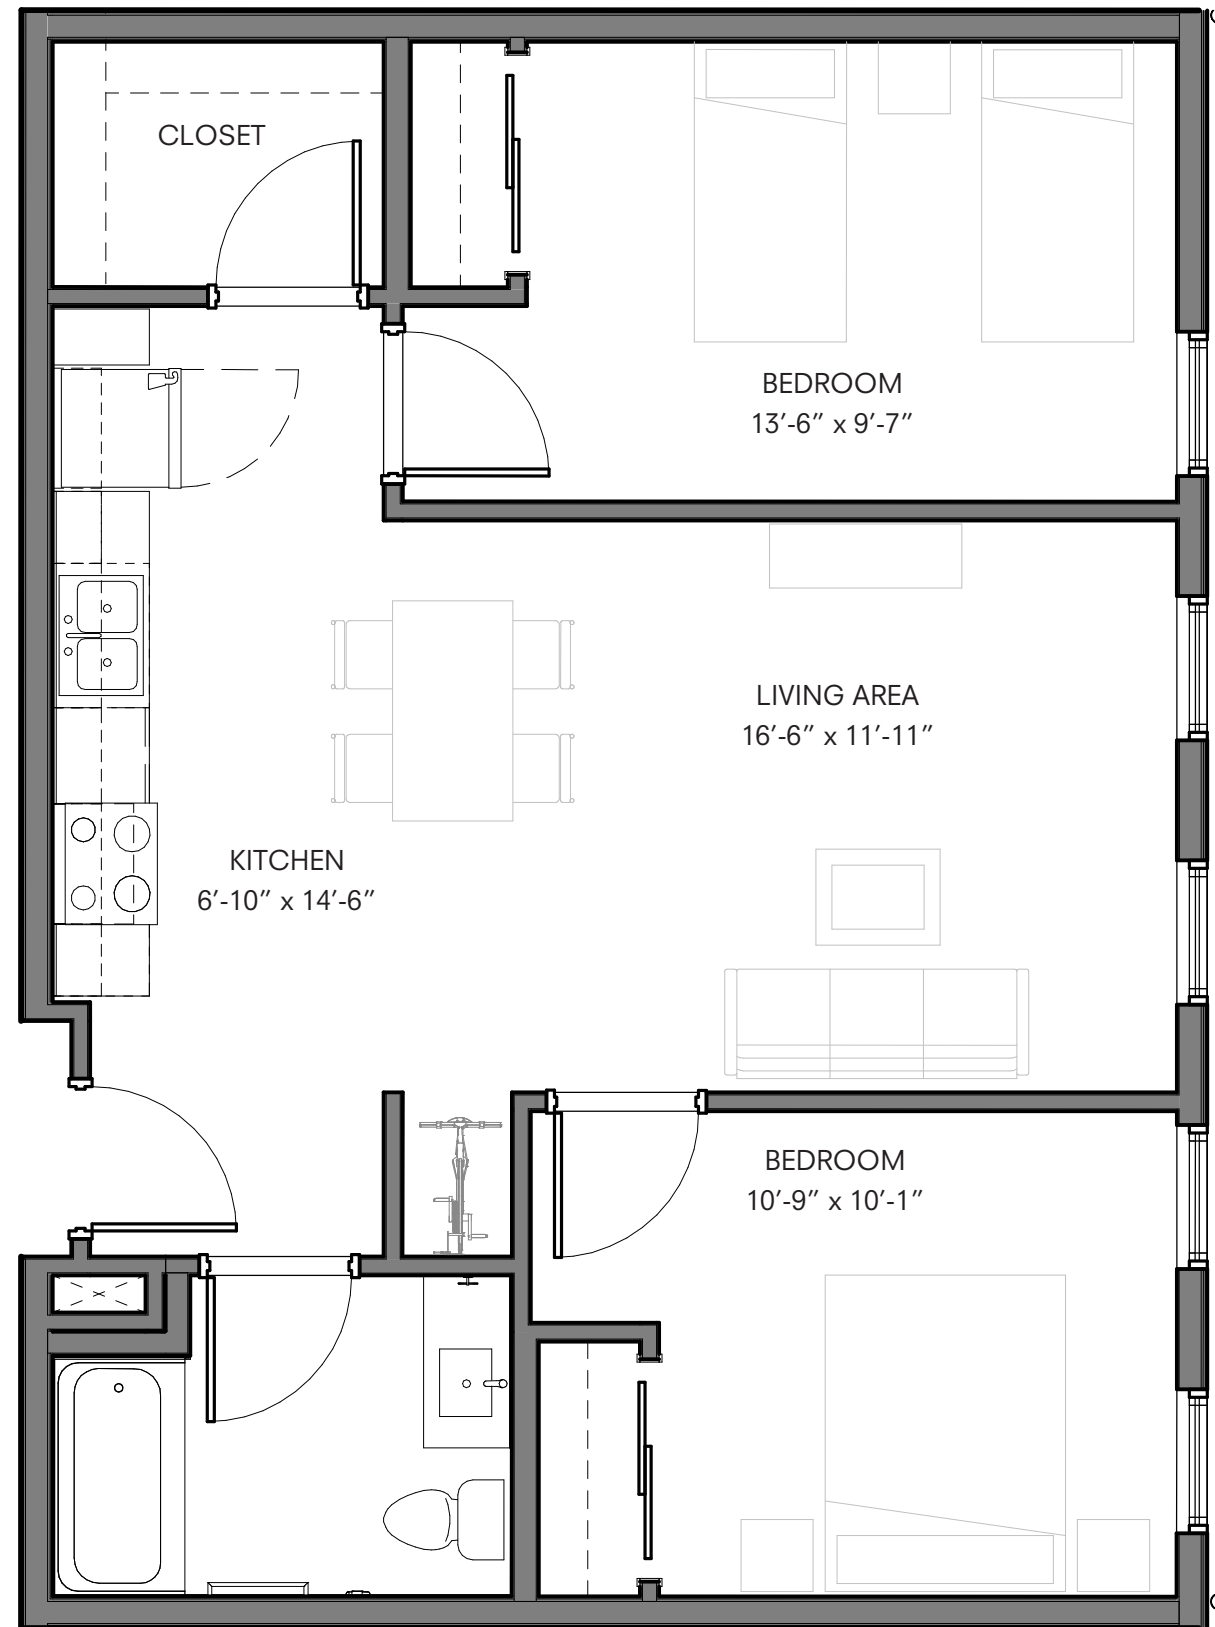 CLOSET
BEDROOM
13′-6″ x 9′-7″
LIVING AREA
16′-6″ x 11′-11″
KITCHEN
6′-10″ x 14′-6″
BEDROOM
10′-9″ x 10′-1″